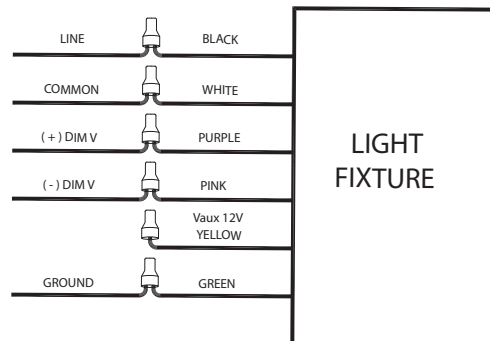 LINE BLACK
COMMON WHITE
( + ) DIM V PURPLE
( - ) DIM V PINK
Vaux 12V
YELLOW
GROUND GREEN
LIGHT
FIXTURE